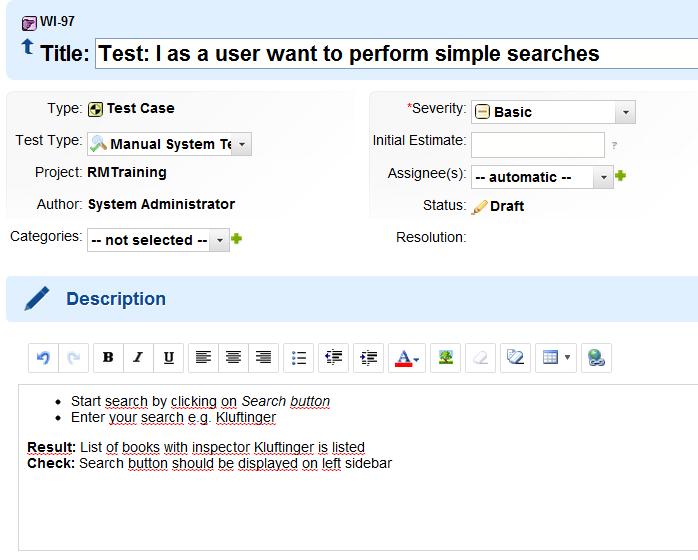 WI-97
Title: Test: I as a user want to perform simple searches
Type: Test Case
*Severity: Basic
Test Type: Manual System Te
Initial Estimate: ?
Project: RMTraining
Assignee(s): -- automatic --
Author: System Administrator
Status: Draft
Categories: -- not selected --
Resolution:
Description
B I U A
Start search by clicking on Search button
Enter your search e.g. Kluftinger
Result: List of books with inspector Kluftinger is listed
Check: Search button should be displayed on left sidebar